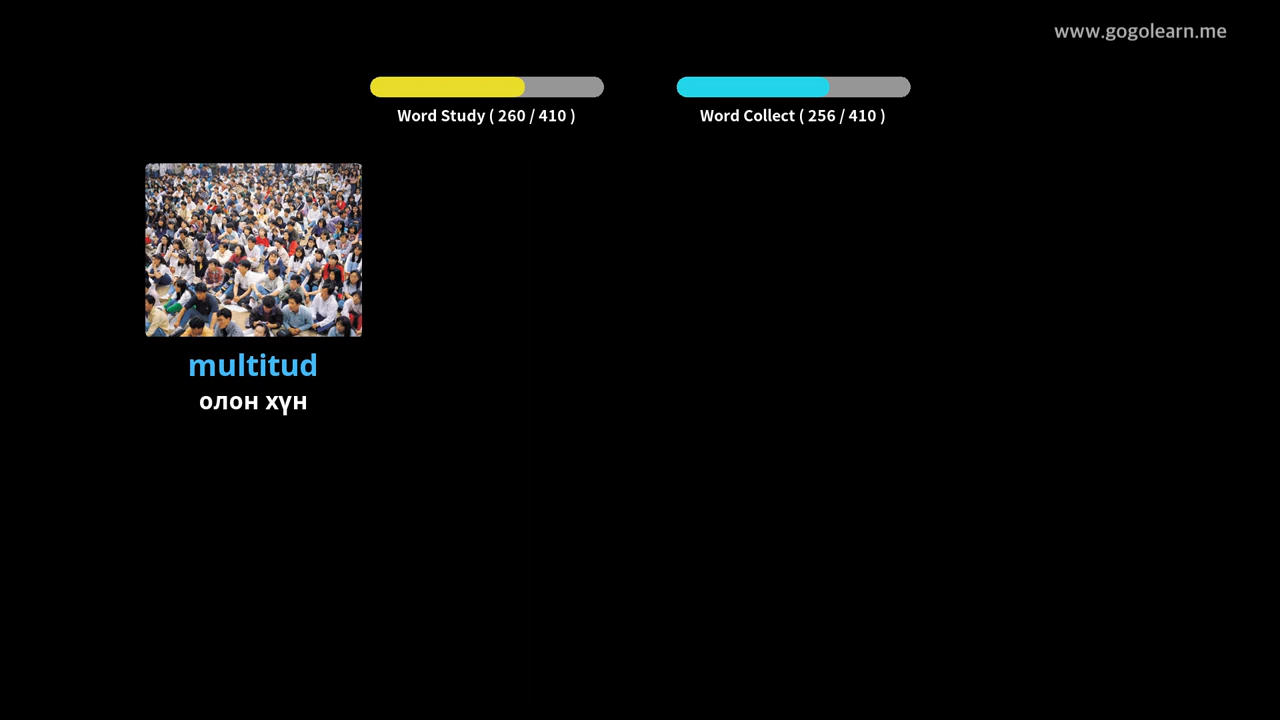 www.gogolearn.me
Word Study ( 260 / 410 )
Word Collect ( 256 / 410 )
multitud
олон хүн